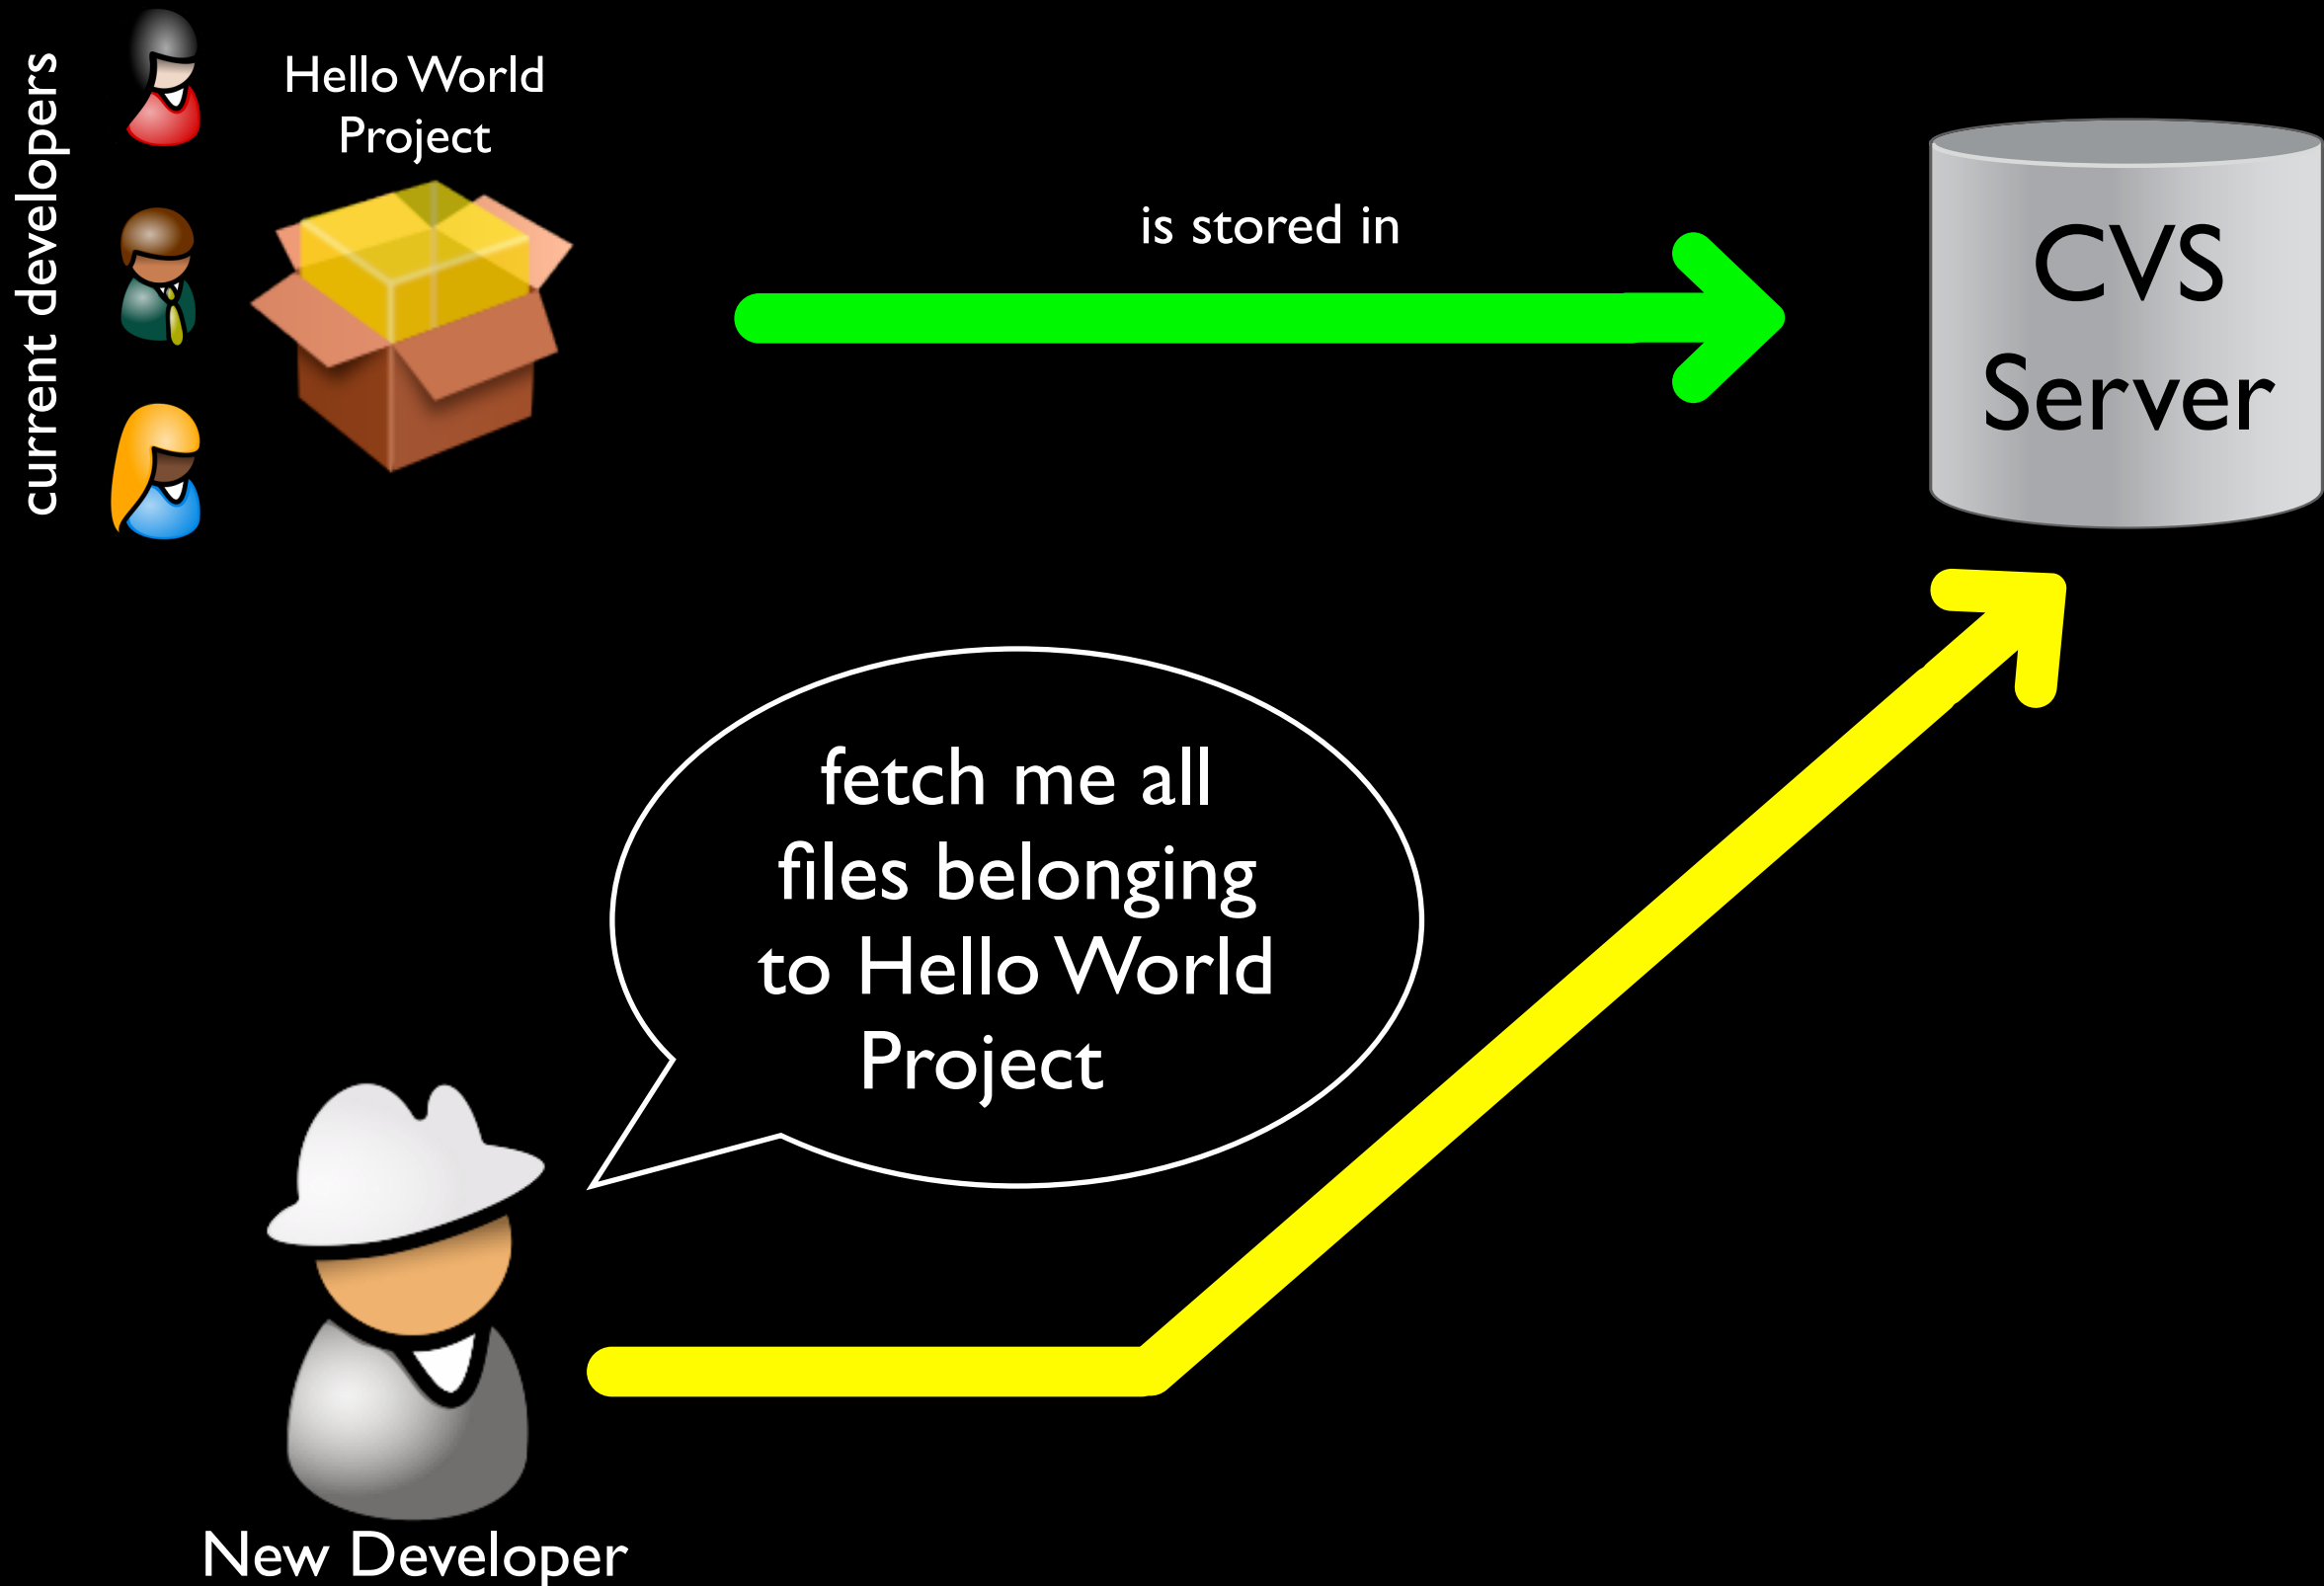 current developers
Hello World
Project
is stored in
CVS
Server
fetch me all
files belonging
to Hello World
Project
New Developer